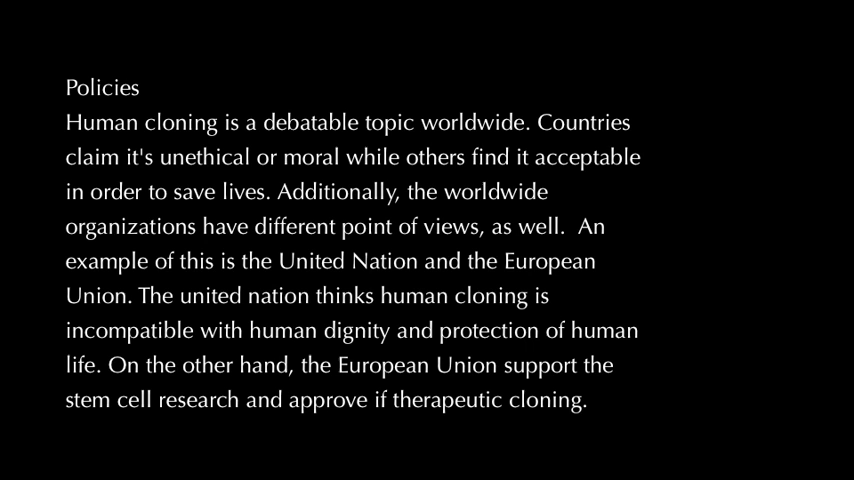 Policies
Human cloning is a debatable topic worldwide. Countries
claim it's unethical or moral while others find it acceptable
in order to save lives. Additionally, the worldwide
organizations have different point of views, as well.  An
example of this is the United Nation and the European
Union. The united nation thinks human cloning is
incompatible with human dignity and protection of human
life. On the other hand, the European Union support the
stem cell research and approve if therapeutic cloning.